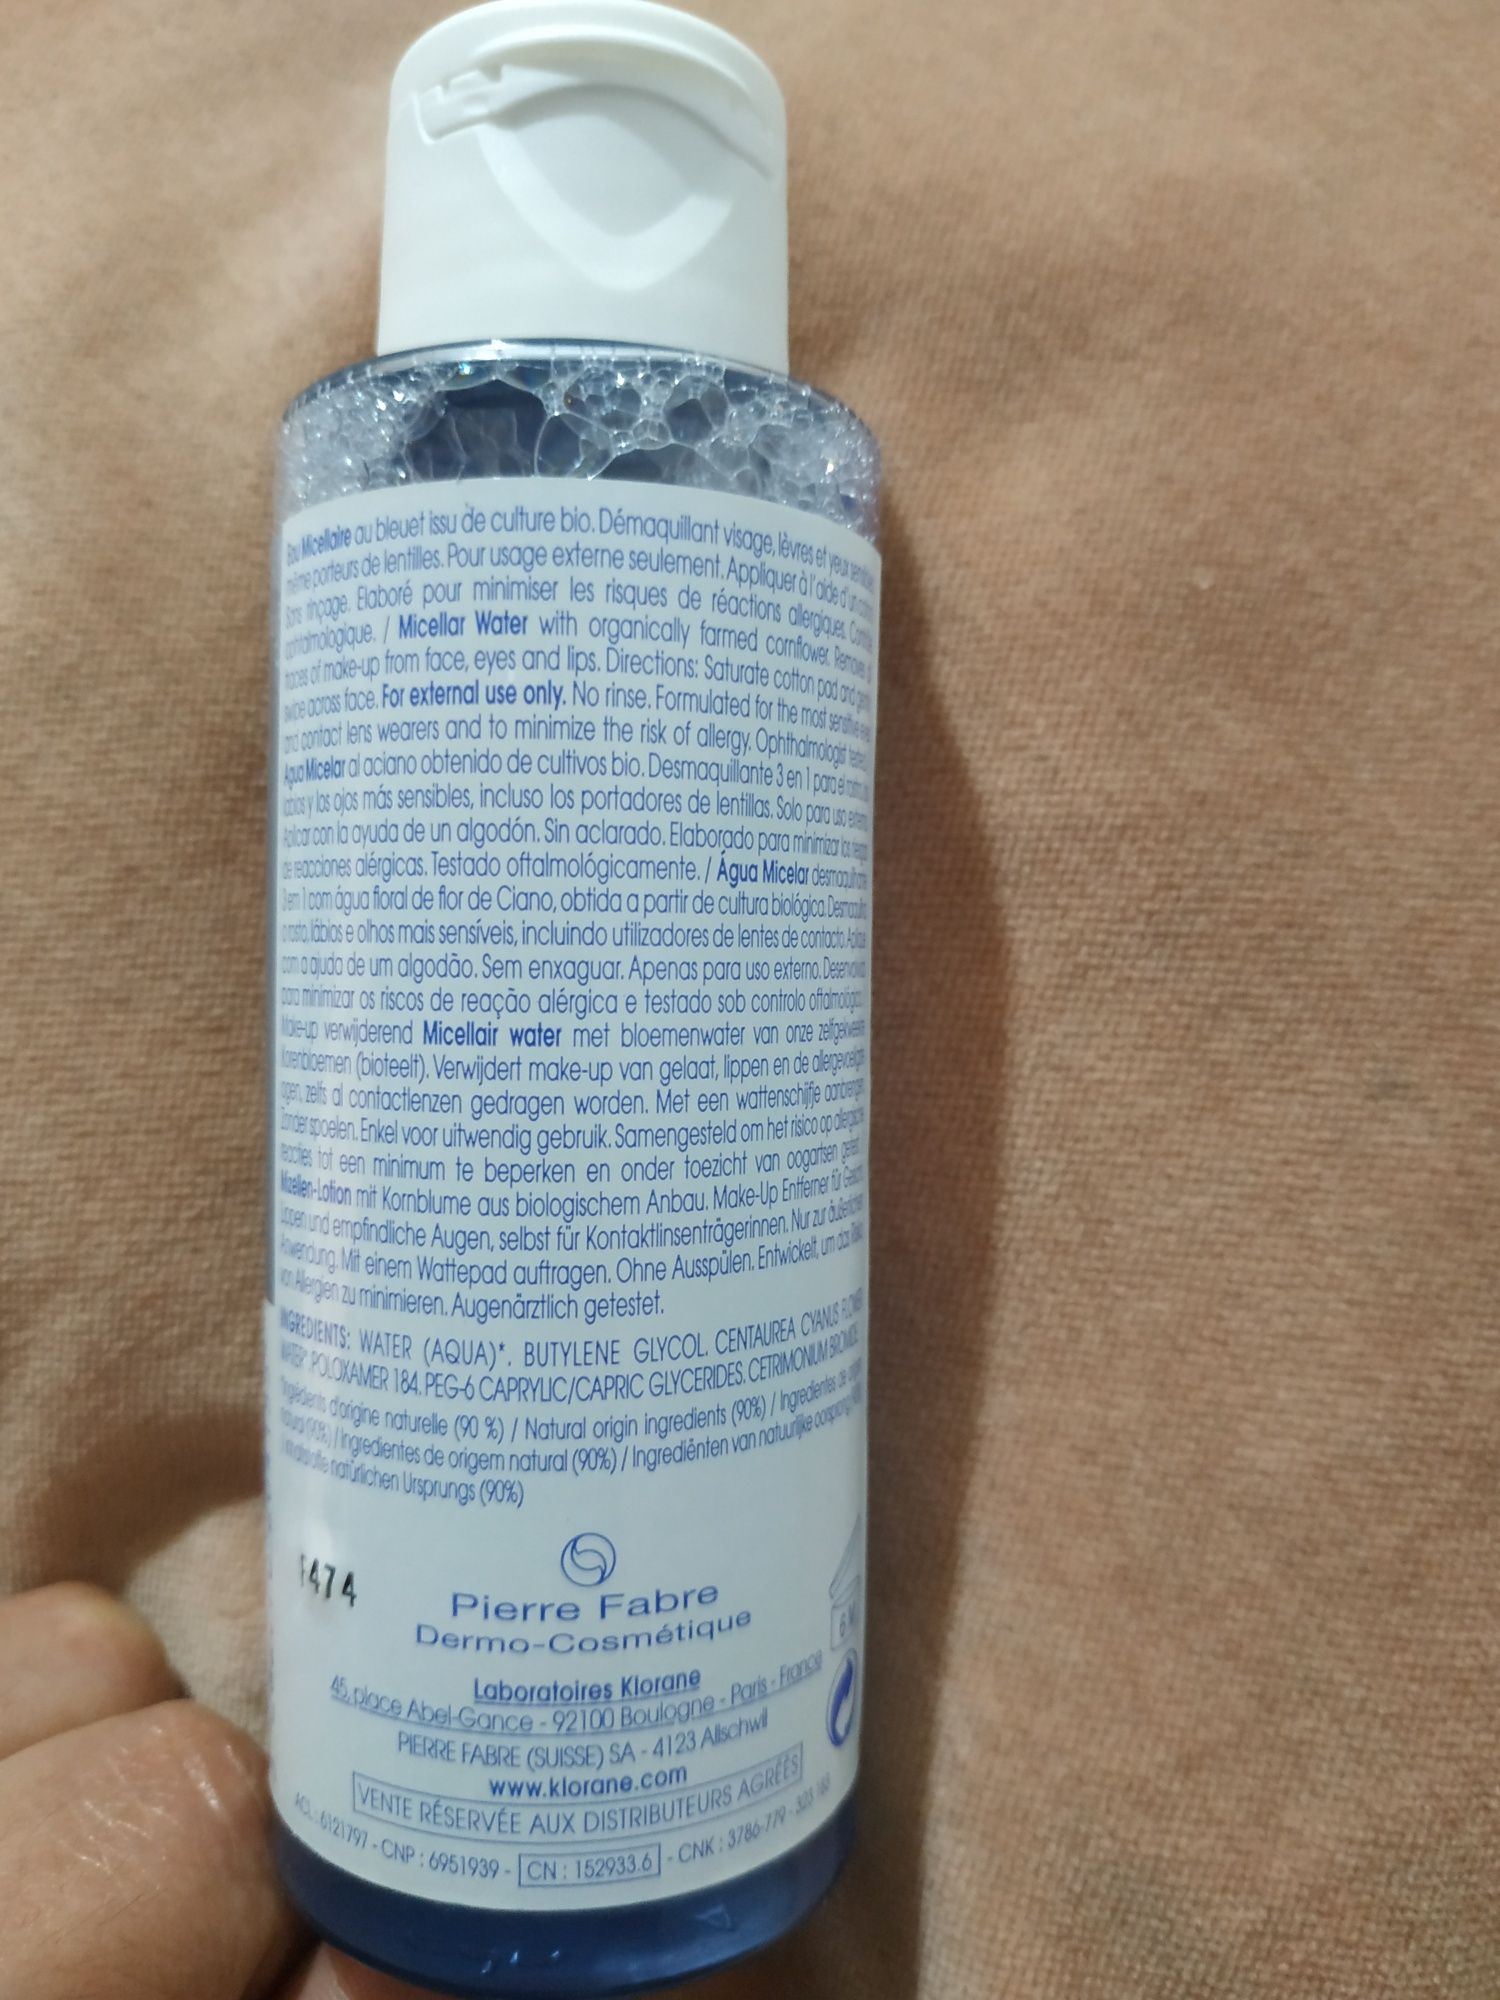 Eau Micellaire au bleuet issu de culture bio. Démaquillant visage, lèvres et yeux
même porteurs de lentilles. Pour usage externe seulement. Appliquer à l'aide d'un
Sans rinçage. Elaboré pour minimiser les risques de réactions allergiques.
ophtalmologique. / Micellar Water with organically farmed cornflower. Removes
traces of make-up from face, eyes and lips. Directions: Saturate cotton pad and
swipe across face. For external use only. No rinse. Formulated for the most sensitive
and contact lens wearers and to minimize the risk of allergy. Ophthalmologist tested
Agua Micelar al aciano obtenido de cultivos bio. Desmaquillante 3 en 1 para el
labios y los ojos más sensibles, incluso los portadores de lentillas. Solo para uso externo
Aplicar con la ayuda de un algodón. Sin aclarado. Elaborado para minimizar los
de reacciones alérgicas. Testado oftalmológicamente. / Água Micelar
3 em 1 com água floral de flor de Ciano, obtida a partir de cultura biológica.
o rosto, lábios e olhos mais sensíveis, incluindo utilizadores de lentes de contacto.
com a ajuda de um algodão. Sem enxaguar. Apenas para uso externo.
para minimizar os riscos de reação alérgica e testado sob controlo
Make-up verwijderend Micellair water met bloemenwater van onze
Korenbloemen (bioteelt). Verwijdert make-up van gelaat, lippen en de
ogen, zelfs al contactlenzen gedragen worden. Met een wattenschijfje
Zonder spoelen. Enkel voor uitwendig gebruik. Samengesteld om het risico op
reacties tot een minimum te beperken en onder toezicht van oogartsen
Mizellen-Lotion mit Kornblume aus biologischem Anbau. Make-Up Entferner für
Lippen und empfindliche Augen, selbst für Kontaktlinsenträgerinnen. Nur zur
Anwendung. Mit einem Wattepad auftragen. Ohne Ausspülen. Entwickelt, um das
von Allergien zu minimieren. Augenärztlich getestet.
INGREDIENTS: WATER (AQUA)*. BUTYLENE GLYCOL. CENTAUREA CYANUS FLOWER
WATER*. POLOXAMER 184. PEG-6 CAPRYLIC/CAPRIC GLYCERIDES. CETRIMONIUM BROMIDE
*Ingrédients d'origine naturelle (90 %) / Natural origin ingredients (90%) / Ingredientes de
natural (90%) / Ingredientes de origem natural (90%) / Ingrediënten van natuurlijke oorsprong
natürlichen Ursprungs (90%)
474
Pierre Fabre
Dermo-Cosmétique
6 M
Laboratoires Klorane
45, place Abel-Gance - 92100 Boulogne - Paris - France
PIERRE FABRE (SUISSE) SA - 4123 Allschwil
www.klorane.com
VENTE RÉSERVÉE AUX DISTRIBUTEURS AGRÉÉS
ACL : 6121797 - CNP : 6951939 - CN : 152933.6 - CNK : 3786-779 -